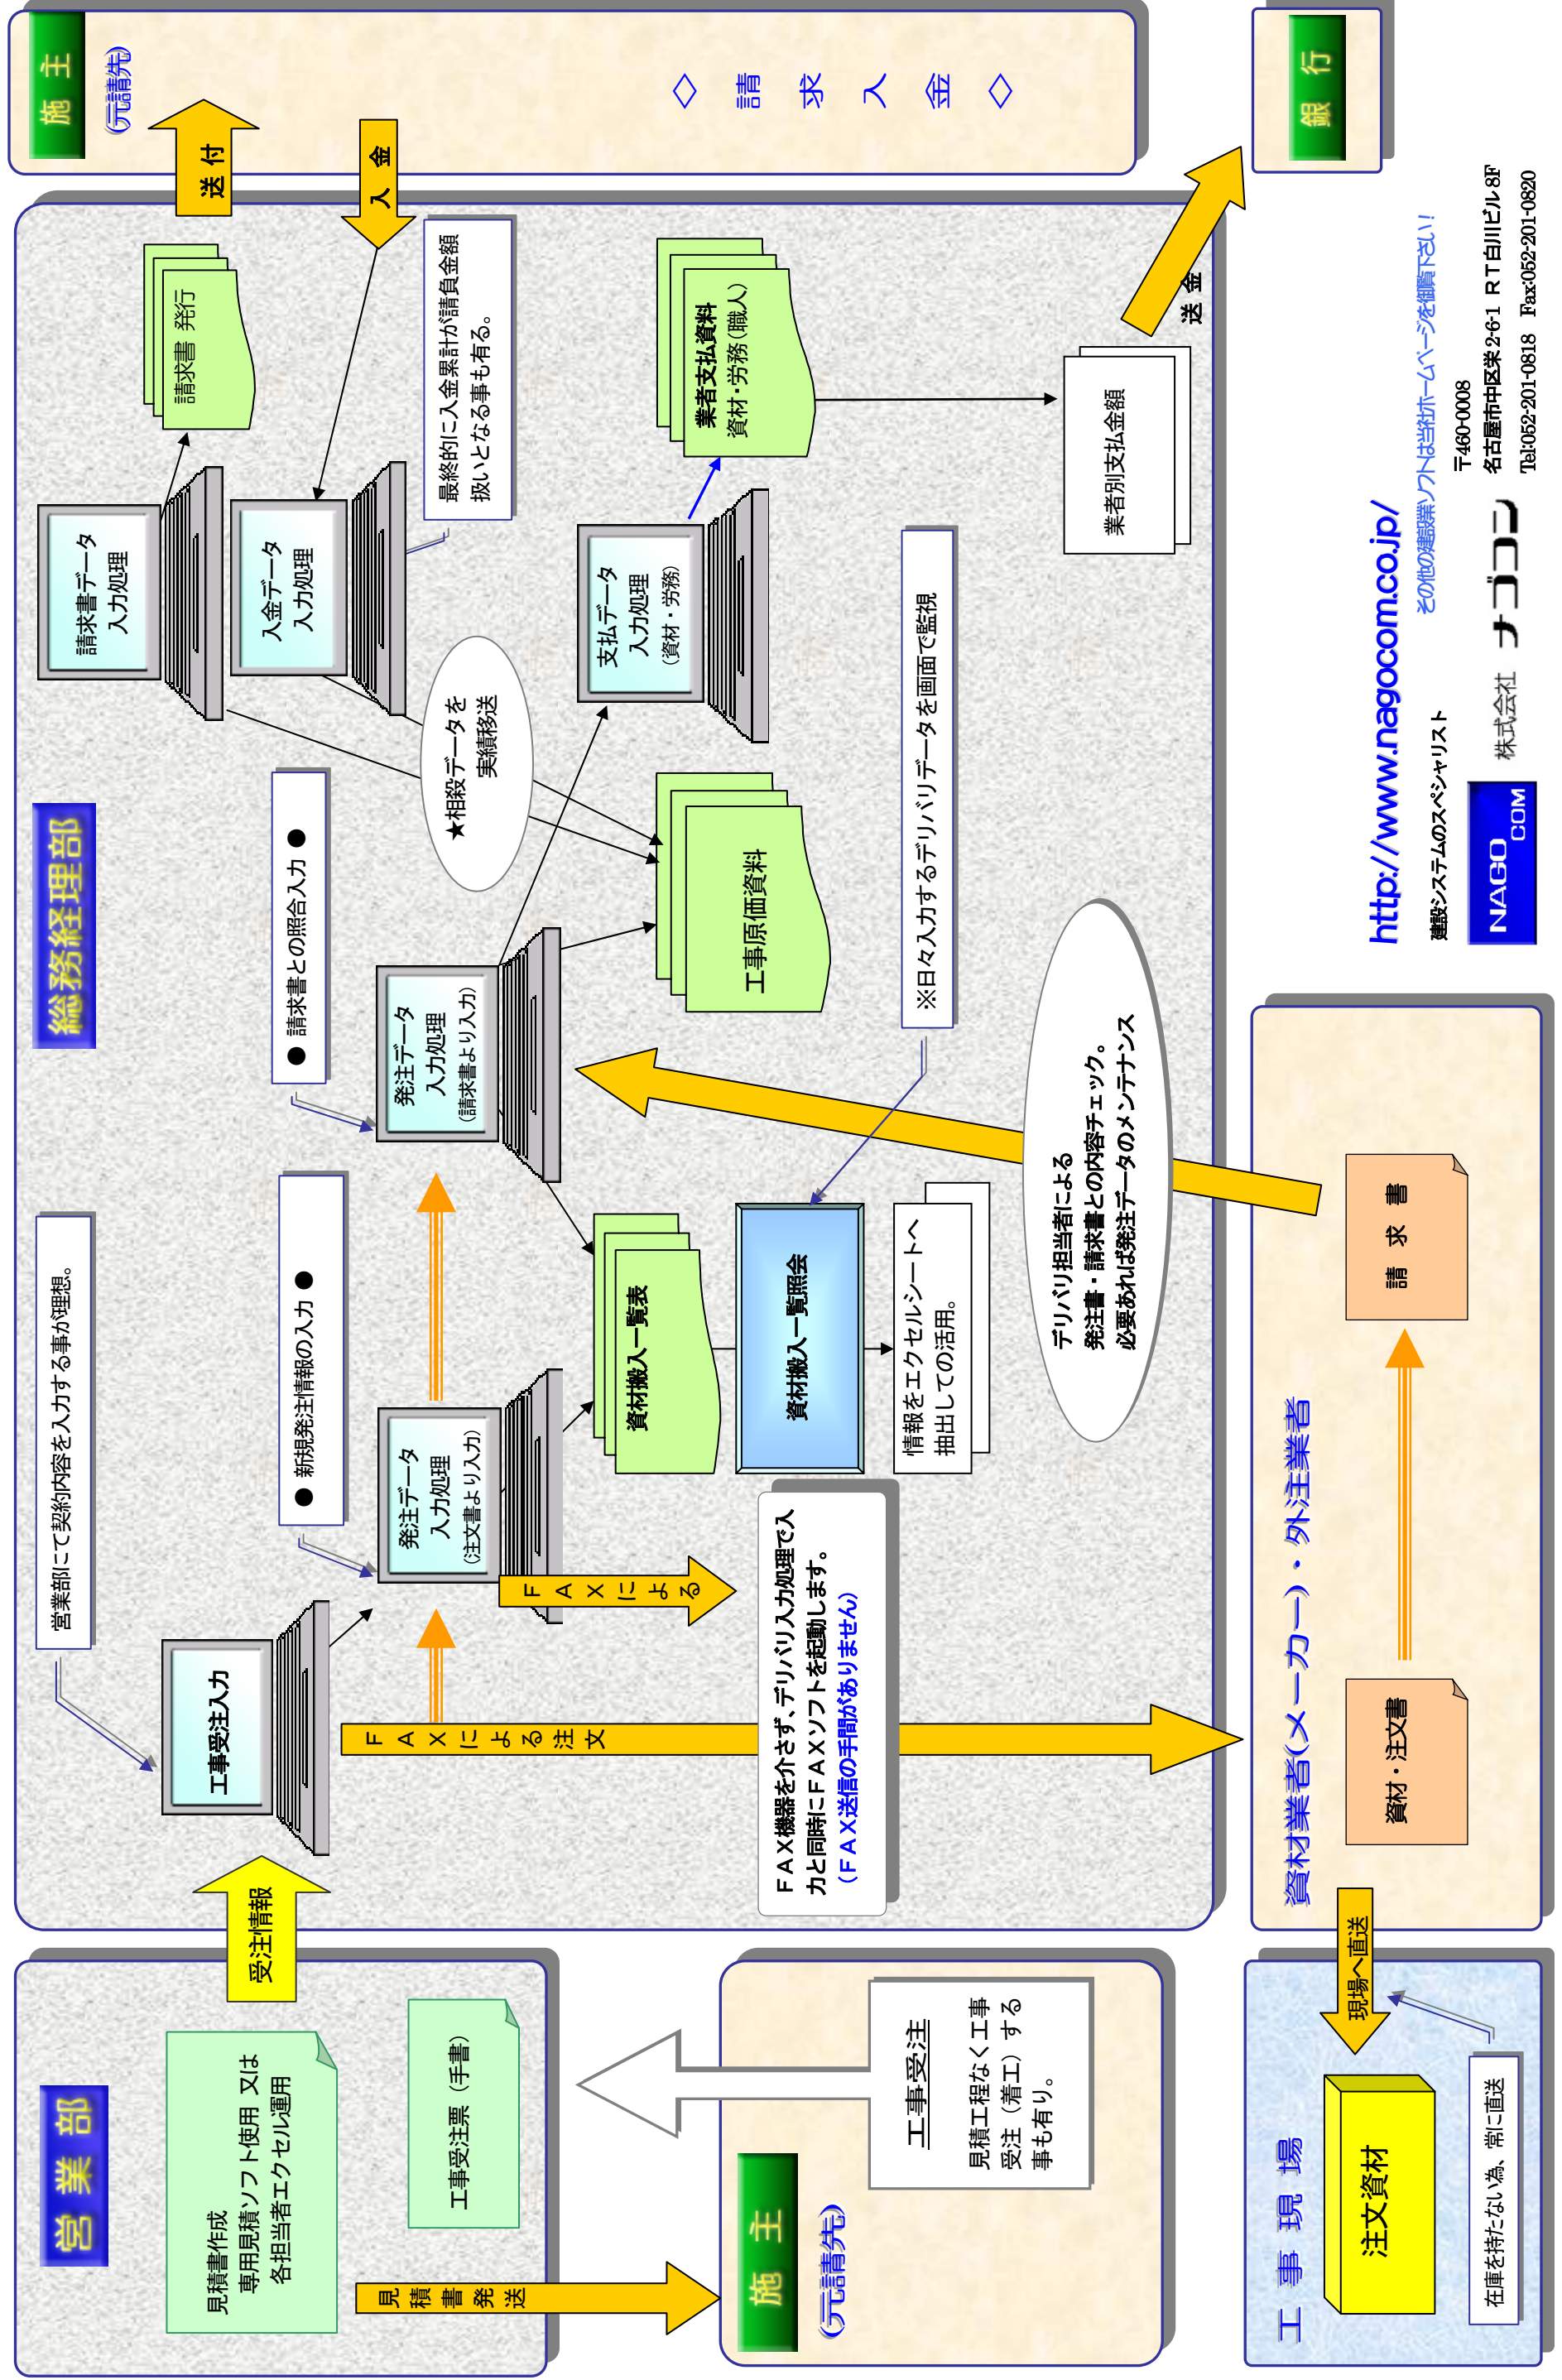 営 業 部
見積書作成
専用見積ソフト使用 又は
各担当者エクセル運用
工事受注票（手書）
見積書発送
受注情報
施 主
(元請先)
工事受注
見積工程なく工事
受注（着工）する
事も有り。
工 事 現 場
注文資材
在庫を持たない為、常に直送
現場へ直送
総務経理部
営業部にて契約内容を入力する事が理想。
工事受注入力
● 新規発注情報の入力 ●
発注データ
入力処理
（注文書より入力）
ＦＡＸによる
ＦＡＸによる注文
ＦＡＸ機器を介さず、デリバリ入力処理で入
力と同時にＦＡＸソフトを起動します。
（ＦＡＸ送信の手間がありません）
● 請求書との照合入力 ●
発注データ
入力処理
（請求書より入力）
資材搬入一覧表
資材搬入一覧照会
情報をエクセルシートへ
抽出しての活用。
※日々入力するデリバリデータを画面で監視
デリバリ担当者による
発注書・請求書との内容チェック。
必要あれば発注データのメンテナンス
工事原価資料
★相殺データを
実績移送
請求書データ
入力処理
請求書 発行
入金データ
入力処理
最終的に入金累計が請負金額
扱いとなる事も有る。
支払データ
入力処理
（資材・労務）
業者支払資料
資材・労務（職人）
業者別支払金額
送付
入 金
送 金
施 主
(元請先)
◇ 請 求 入 金 ◇
銀 行
資材業者(メーカー)・外注業者
資材・注文書
請 求 書
http://www.nagocom.co.jp/
その他の建設業ソフトは当社ホームページを御覧下さい！
建設システムのスペシャリスト
NAGO
COM
株式会社 ナゴコン
〒460-0008
名古屋市中区栄2-6-1 ＲＴ白川ビル8F
Tel:052-201-0818 Fax:052-201-0820